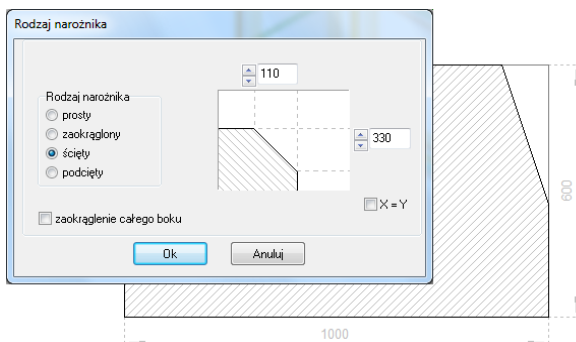 Rodzaj narożnika
110
Rodzaj narożnika
prosty
zaokrąglony
ścięty
podcięty
330
X = Y
zaokrąglenie całego boku
Ok
Anuluj
600
1000